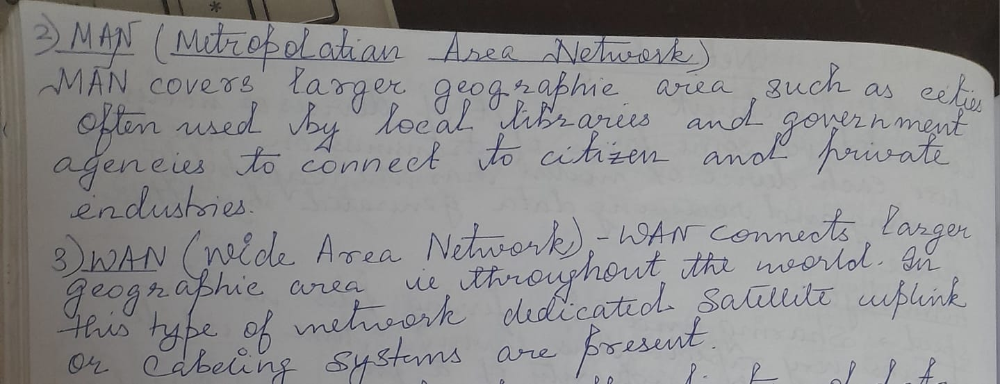 2) MAN (Metropolatian Area Network)
MAN covers larger geographic area such as cities
often used by local libraries and government
agencies to connect to citizen and private
industries.
3) WAN (Wide Area Network) - WAN connects larger
geographic area ie throughout the world. In
this type of network dedicated satellite uplink
or cabeling systems are present.